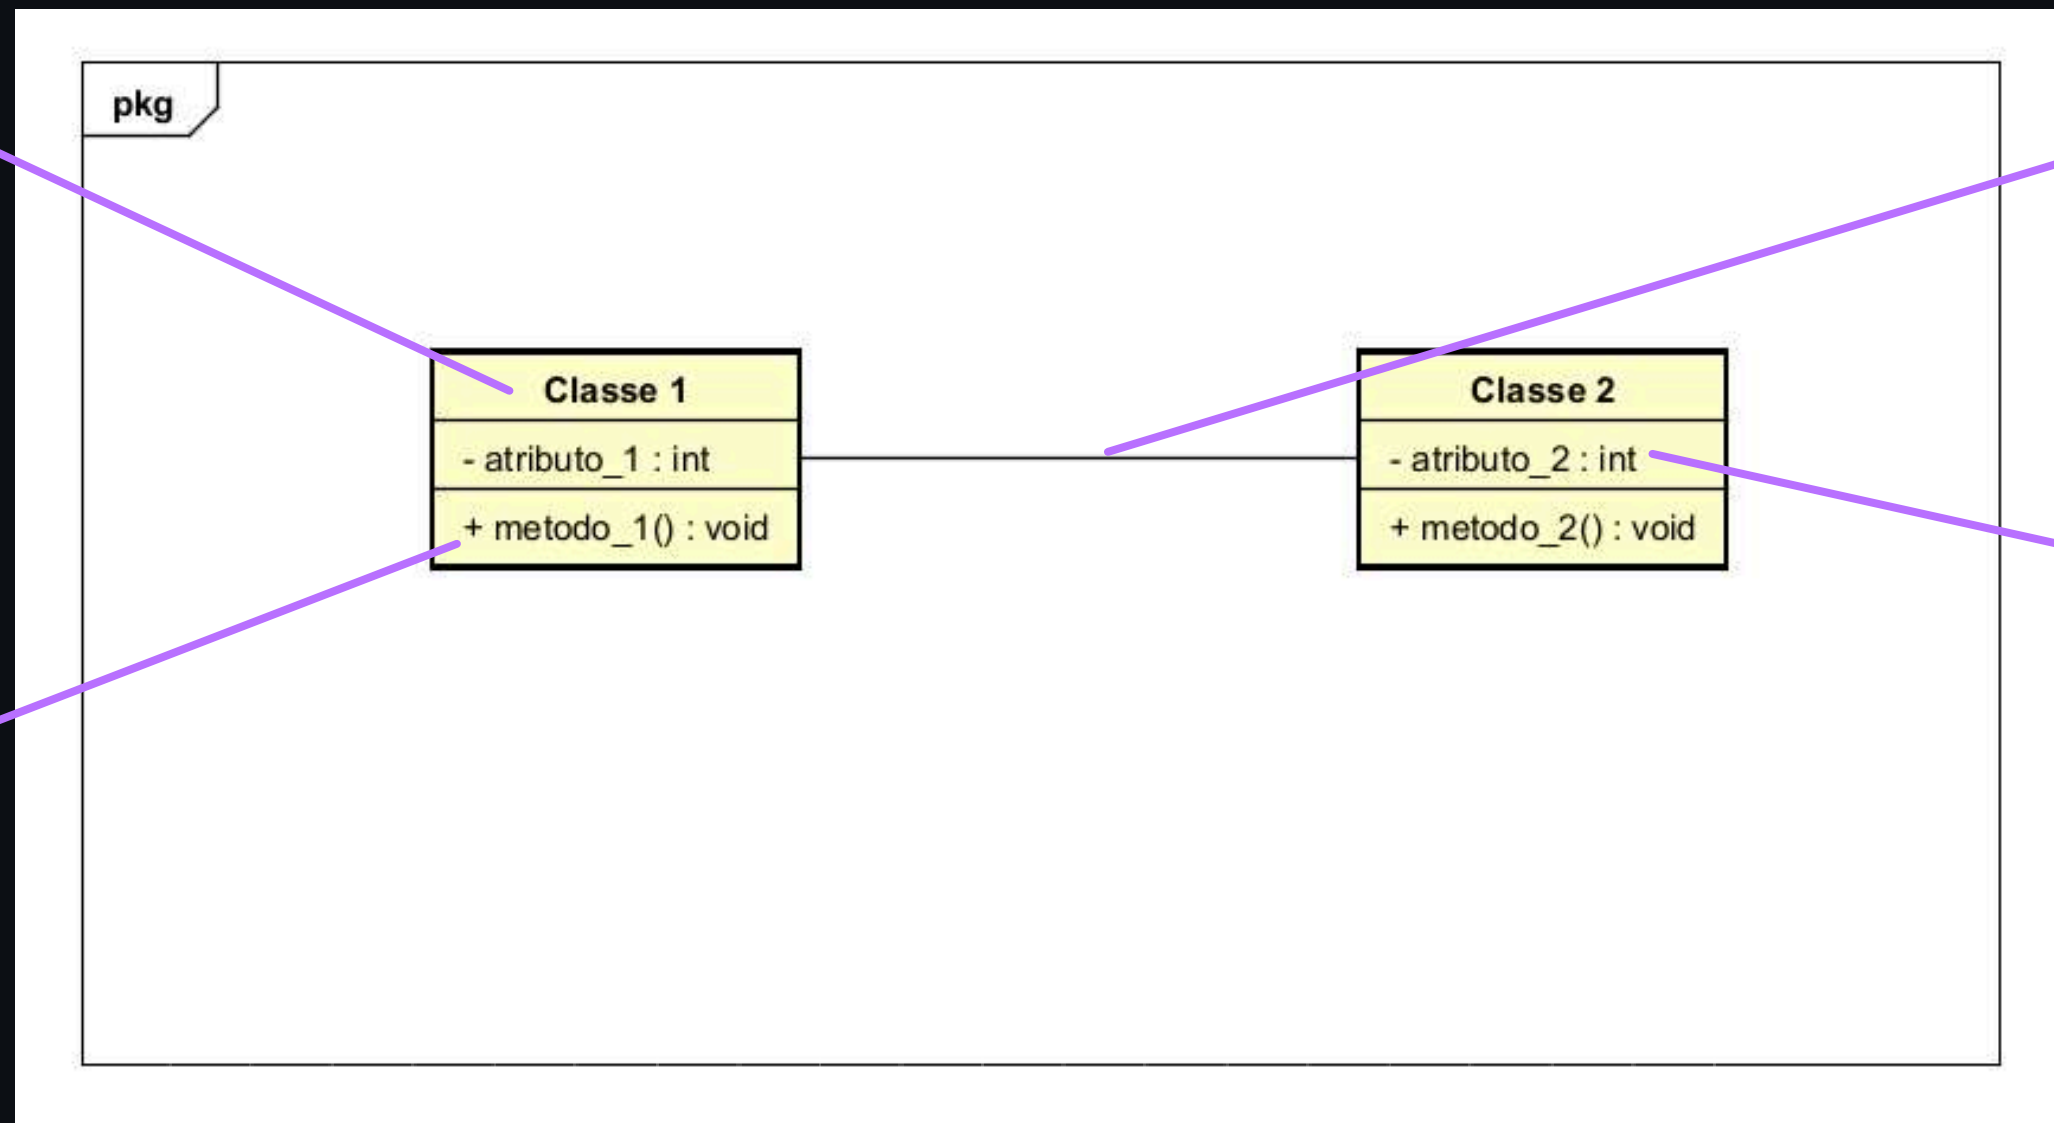 pkg
Classe 1
- atributo_1 : int
+ metodo_1() : void
Classe 2
- atributo_2 : int
+ metodo_2() : void